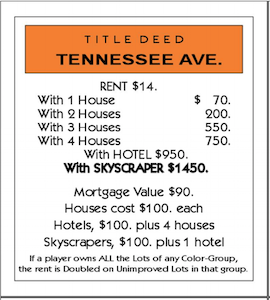 TITLE DEED
TENNESSEE AVE.
RENT $14.
With 1 House $ 70.
With 2 Houses 200.
With 3 Houses 550.
With 4 Houses 750.
With HOTEL $950.
With SKYSCRAPER $1450.
Mortgage Value $90.
Houses cost $100. each
Hotels, $100. plus 4 houses
Skyscrapers, $100. plus 1 hotel
If a player owns ALL the Lots of any Color-Group,
the rent is Doubled on Unimproved Lots in that group.